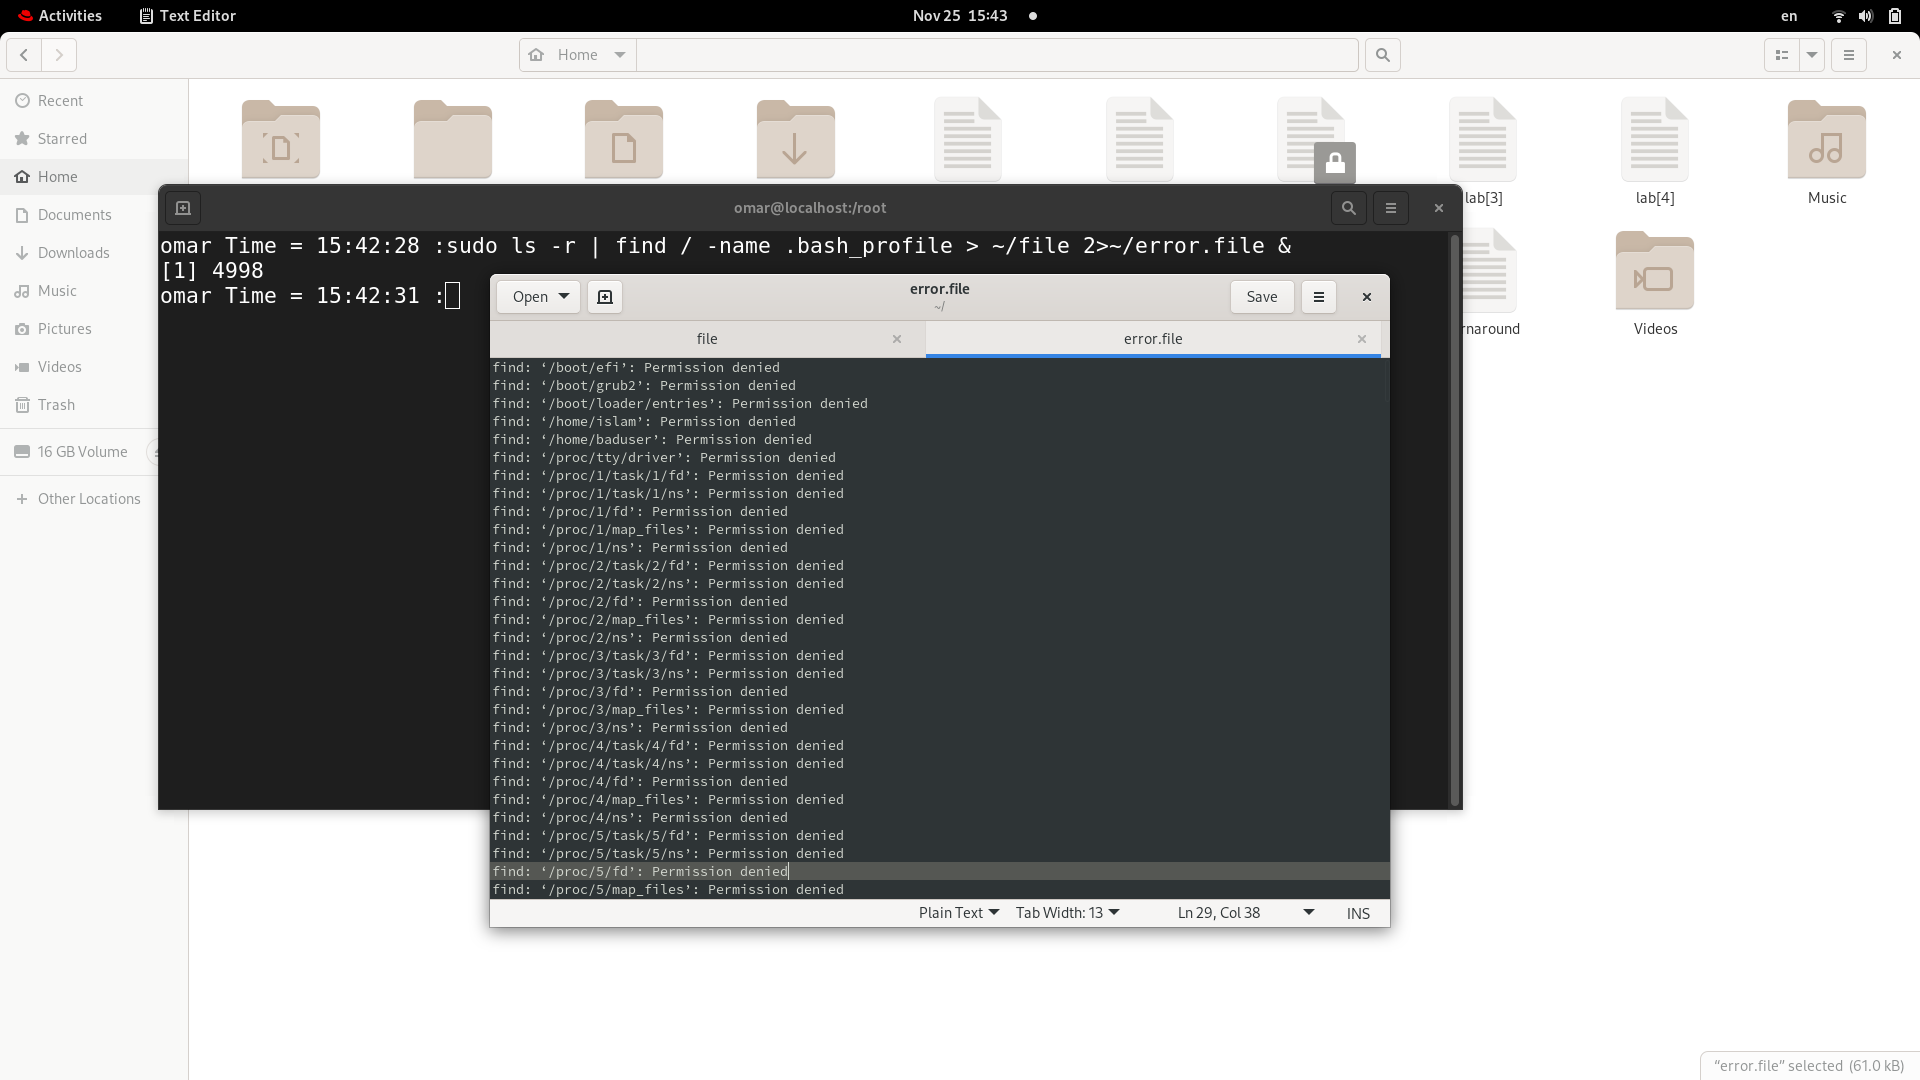 Activities
Text Editor
Nov 25 15:43
en
Home
Recent
Starred
Home
Documents
Downloads
Music
Pictures
Videos
Trash
16 GB Volume
+ Other Locations
lab[3]
lab[4]
Music
rnaround
Videos
omar@localhost:/root
omar Time = 15:42:28 :sudo ls -r | find / -name .bash_profile > ~/file 2>~/error.file &
[1] 4998
omar Time = 15:42:31 :
Open
error.file
~/
Save
file
error.file
find: ‘/boot/efi’: Permission denied
find: ‘/boot/grub2’: Permission denied
find: ‘/boot/loader/entries’: Permission denied
find: ‘/home/islam’: Permission denied
find: ‘/home/baduser’: Permission denied
find: ‘/proc/tty/driver’: Permission denied
find: ‘/proc/1/task/1/fd’: Permission denied
find: ‘/proc/1/task/1/ns’: Permission denied
find: ‘/proc/1/fd’: Permission denied
find: ‘/proc/1/map_files’: Permission denied
find: ‘/proc/1/ns’: Permission denied
find: ‘/proc/2/task/2/fd’: Permission denied
find: ‘/proc/2/task/2/ns’: Permission denied
find: ‘/proc/2/fd’: Permission denied
find: ‘/proc/2/map_files’: Permission denied
find: ‘/proc/2/ns’: Permission denied
find: ‘/proc/3/task/3/fd’: Permission denied
find: ‘/proc/3/task/3/ns’: Permission denied
find: ‘/proc/3/fd’: Permission denied
find: ‘/proc/3/map_files’: Permission denied
find: ‘/proc/3/ns’: Permission denied
find: ‘/proc/4/task/4/fd’: Permission denied
find: ‘/proc/4/task/4/ns’: Permission denied
find: ‘/proc/4/fd’: Permission denied
find: ‘/proc/4/map_files’: Permission denied
find: ‘/proc/4/ns’: Permission denied
find: ‘/proc/5/task/5/fd’: Permission denied
find: ‘/proc/5/task/5/ns’: Permission denied
find: ‘/proc/5/fd’: Permission denied
find: ‘/proc/5/map_files’: Permission denied
Plain Text
Tab Width: 13
Ln 29, Col 38
INS
“error.file” selected (61.0 kB)